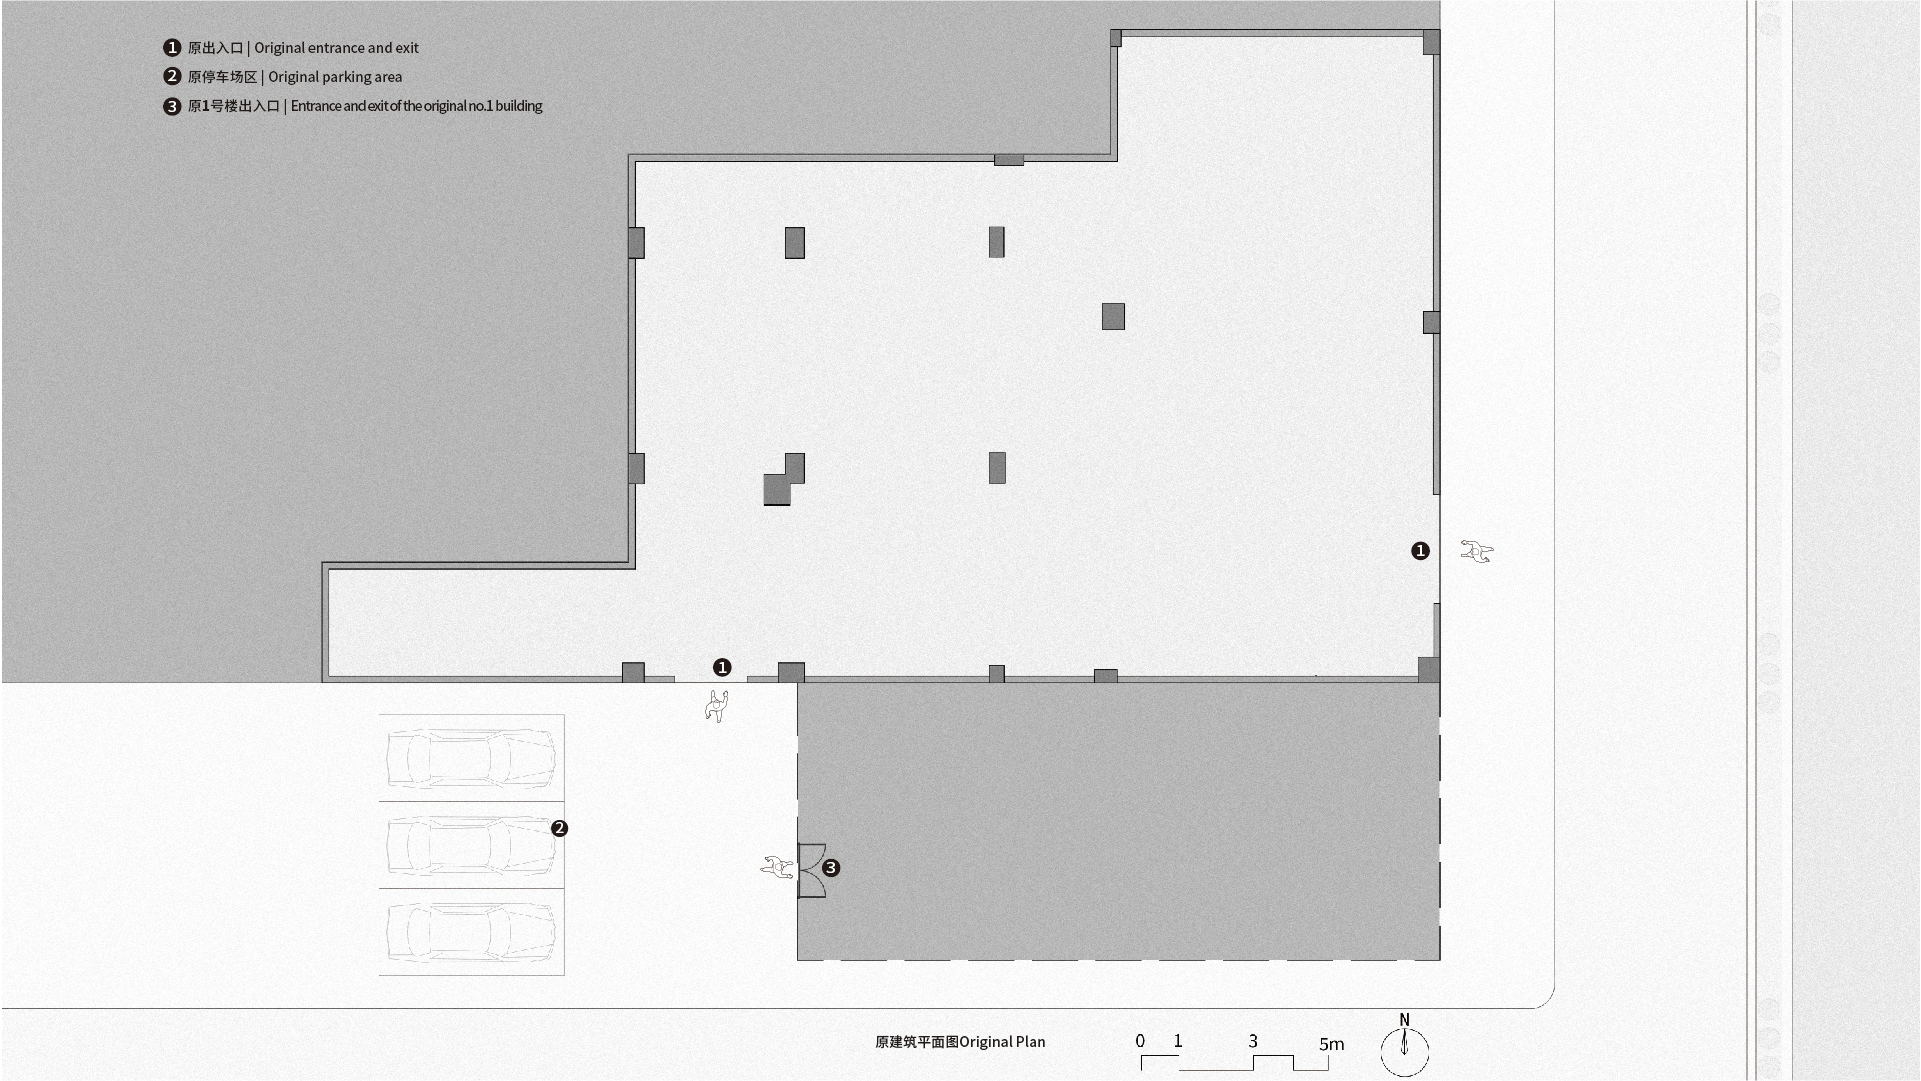 1 原出入口 | Original entrance and exit
2 原停车场区 | Original parking area
3 原1号楼出入口 | Entrance and exit of the original no.1 building
1
1
2
3
原建筑平面图Original Plan
0 1 3 5m
N